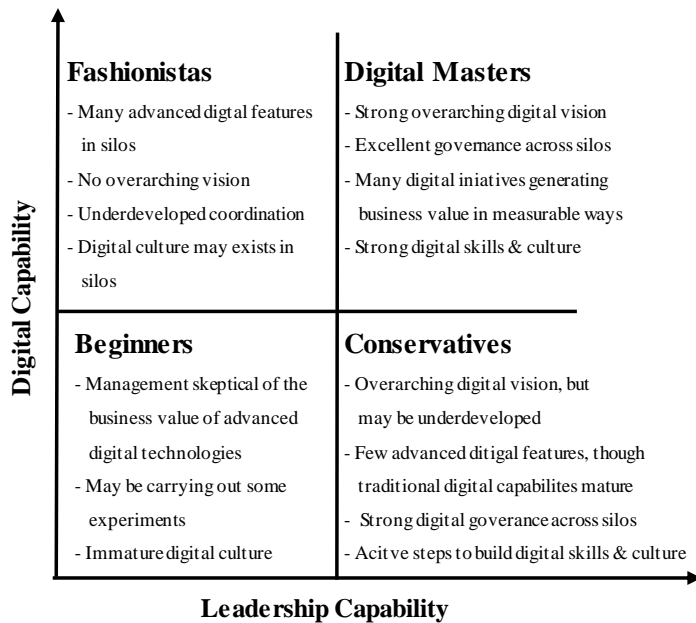 Fashionistas
- Many advanced digtal features
in silos
- No overarching vision
- Underdeveloped coordination
- Digital culture may exists in
silos
Digital Masters
- Strong overarching digital vision
- Excellent governance across silos
- Many digital iniatives generating
business value in measurable ways
- Strong digital skills & culture
Digital Capability
Beginners
- Management skeptical of the
business value of advanced
digital technologies
- May be carrying out some
experiments
- Immature digital culture
Conservatives
- Overarching digital vision, but
may be underdeveloped
- Few advanced ditigal features, though
traditional digital capabilites mature
- Strong digital goverance across silos
- Acitve steps to build digital skills & culture
Leadership Capability